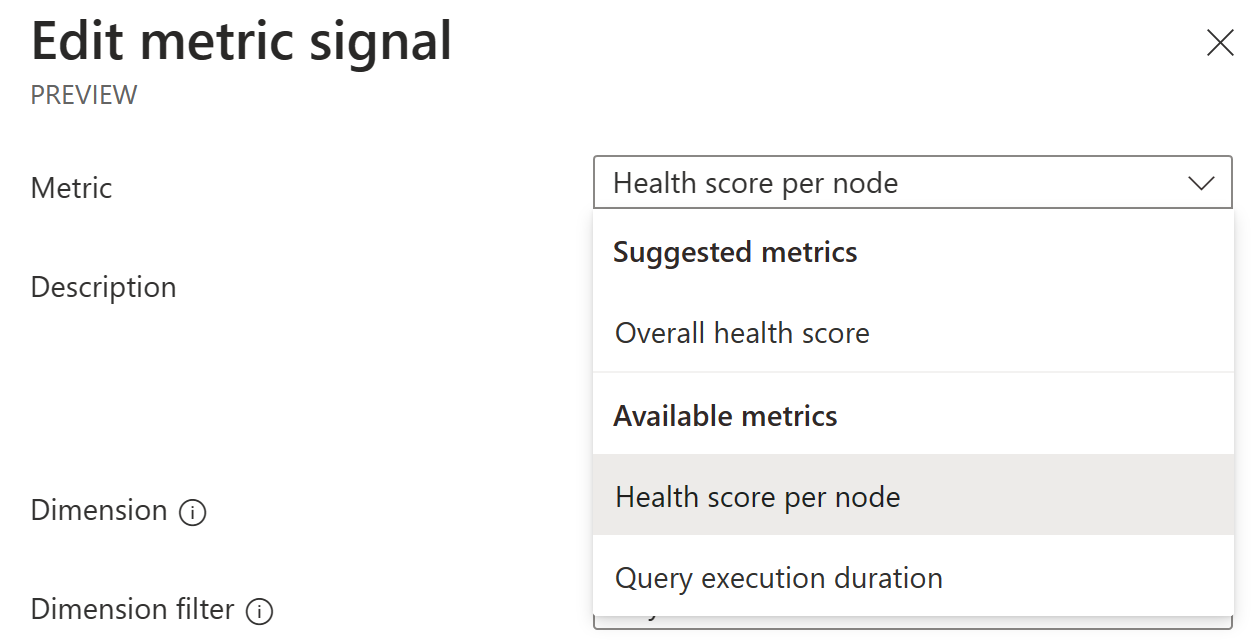 Edit metric signal
PREVIEW
Metric
Health score per node
Suggested metrics
Overall health score
Description
Available metrics
Health score per node
Dimension
Query execution duration
Dimension filter